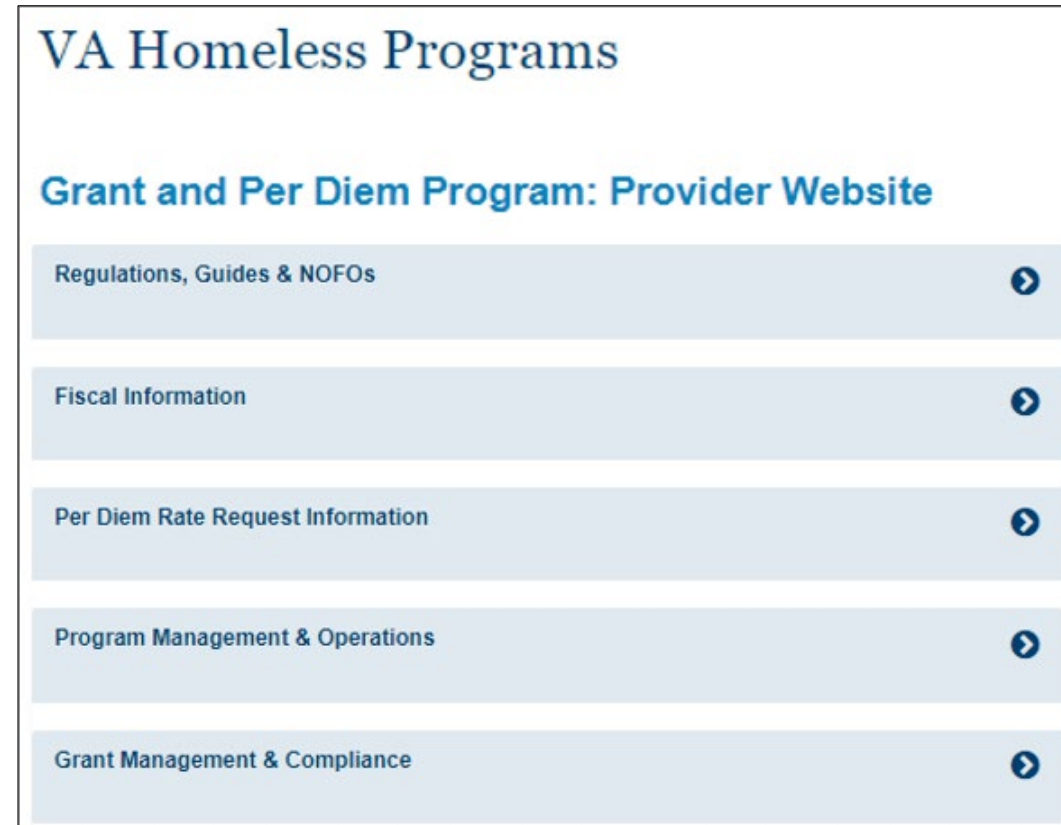 VA Homeless Programs
Grant and Per Diem Program: Provider Website
Regulations, Guides & NOFOs
Fiscal Information
Per Diem Rate Request Information
Program Management & Operations
Grant Management & Compliance